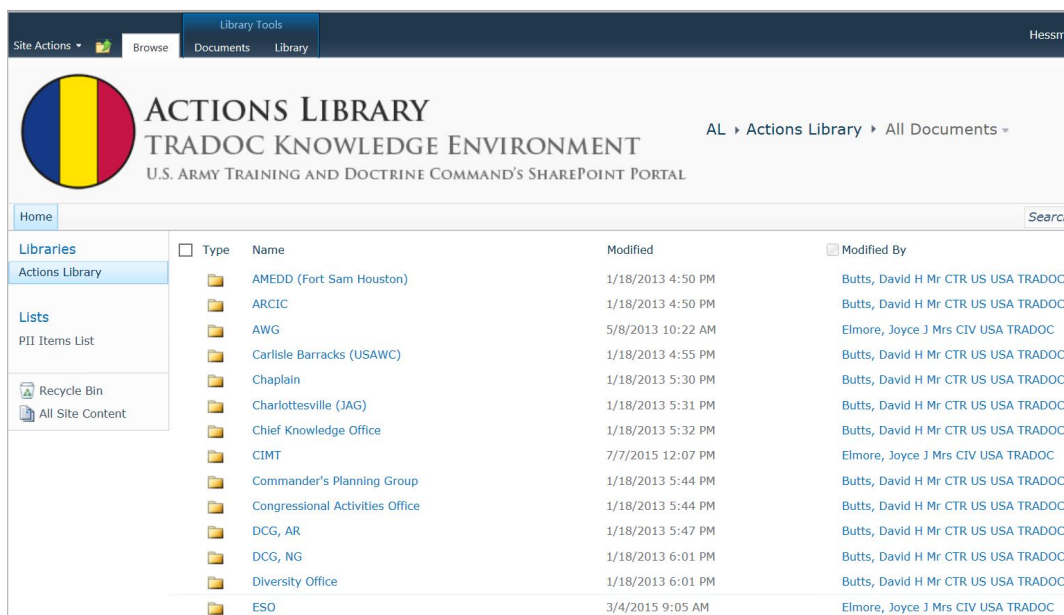 Library Tools
Site Actions Browse Documents Library
ACTIONS LIBRARY
TRADOC KNOWLEDGE ENVIRONMENT
U.S. ARMY TRAINING AND DOCTRINE COMMAND'S SHAREPOINT PORTAL
AL Actions Library All Documents
Home
Libraries
Actions Library
Lists
PII Items List
Recycle Bin
All Site Content
Type Name Modified Modified By
AMEDD (Fort Sam Houston) 1/18/2013 4:50 PM Butts, David H Mr CTR US USA TRADOC
ARCIC 1/18/2013 4:50 PM Butts, David H Mr CTR US USA TRADOC
AWG 5/8/2013 10:22 AM Elmore, Joyce J Mrs CIV USA TRADOC
Carlisle Barracks (USAWC) 1/18/2013 4:55 PM Butts, David H Mr CTR US USA TRADOC
Chaplain 1/18/2013 5:30 PM Butts, David H Mr CTR US USA TRADOC
Charlottesville (JAG) 1/18/2013 5:31 PM Butts, David H Mr CTR US USA TRADOC
Chief Knowledge Office 1/18/2013 5:32 PM Butts, David H Mr CTR US USA TRADOC
CIMT 7/7/2015 12:07 PM Elmore, Joyce J Mrs CIV USA TRADOC
Commander's Planning Group 1/18/2013 5:44 PM Butts, David H Mr CTR US USA TRADOC
Congressional Activities Office 1/18/2013 5:44 PM Butts, David H Mr CTR US USA TRADOC
DCG, AR 1/18/2013 5:47 PM Butts, David H Mr CTR US USA TRADOC
DCG, NG 1/18/2013 6:01 PM Butts, David H Mr CTR US USA TRADOC
Diversity Office 1/18/2013 6:01 PM Butts, David H Mr CTR US USA TRADOC
ESO 3/4/2015 9:05 AM Elmore, Joyce J Mrs CIV USA TRADOC